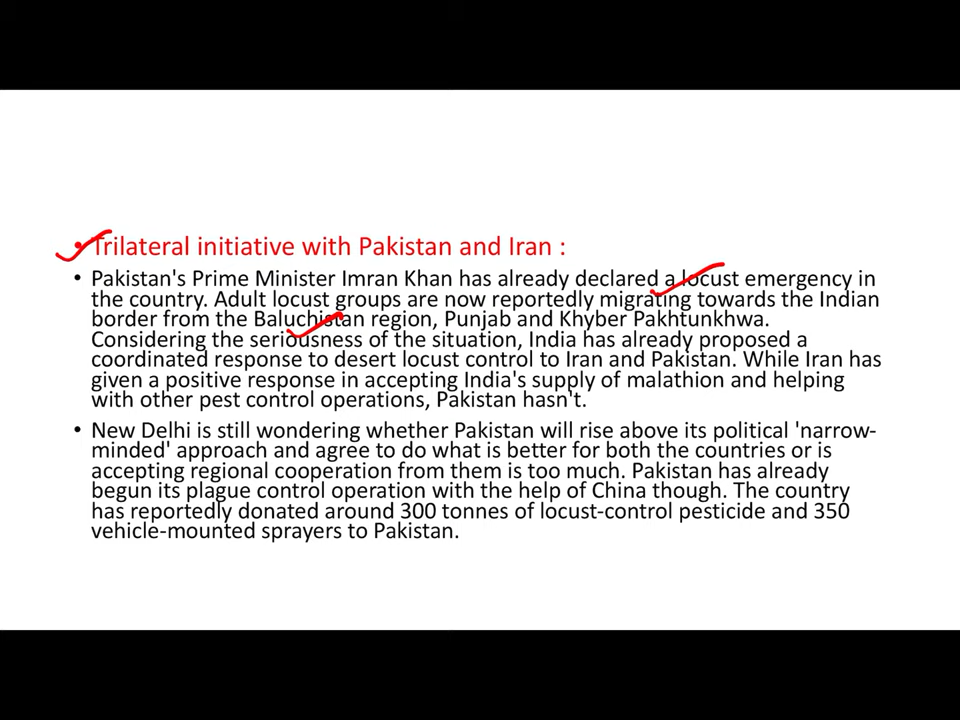 • Trilateral initiative with Pakistan and Iran :
• Pakistan's Prime Minister Imran Khan has already declared a locust emergency in
the country. Adult locust groups are now reportedly migrating towards the Indian
border from the Baluchistan region, Punjab and Khyber Pakhtunkhwa.
Considering the seriousness of the situation, India has already proposed a
coordinated response to desert locust control to Iran and Pakistan. While Iran has
given a positive response in accepting India's supply of malathion and helping
with other pest control operations, Pakistan hasn't.
• New Delhi is still wondering whether Pakistan will rise above its political 'narrow-
minded' approach and agree to do what is better for both the countries or is
accepting regional cooperation from them is too much. Pakistan has already
begun its plague control operation with the help of China though. The country
has reportedly donated around 300 tonnes of locust-control pesticide and 350
vehicle-mounted sprayers to Pakistan.